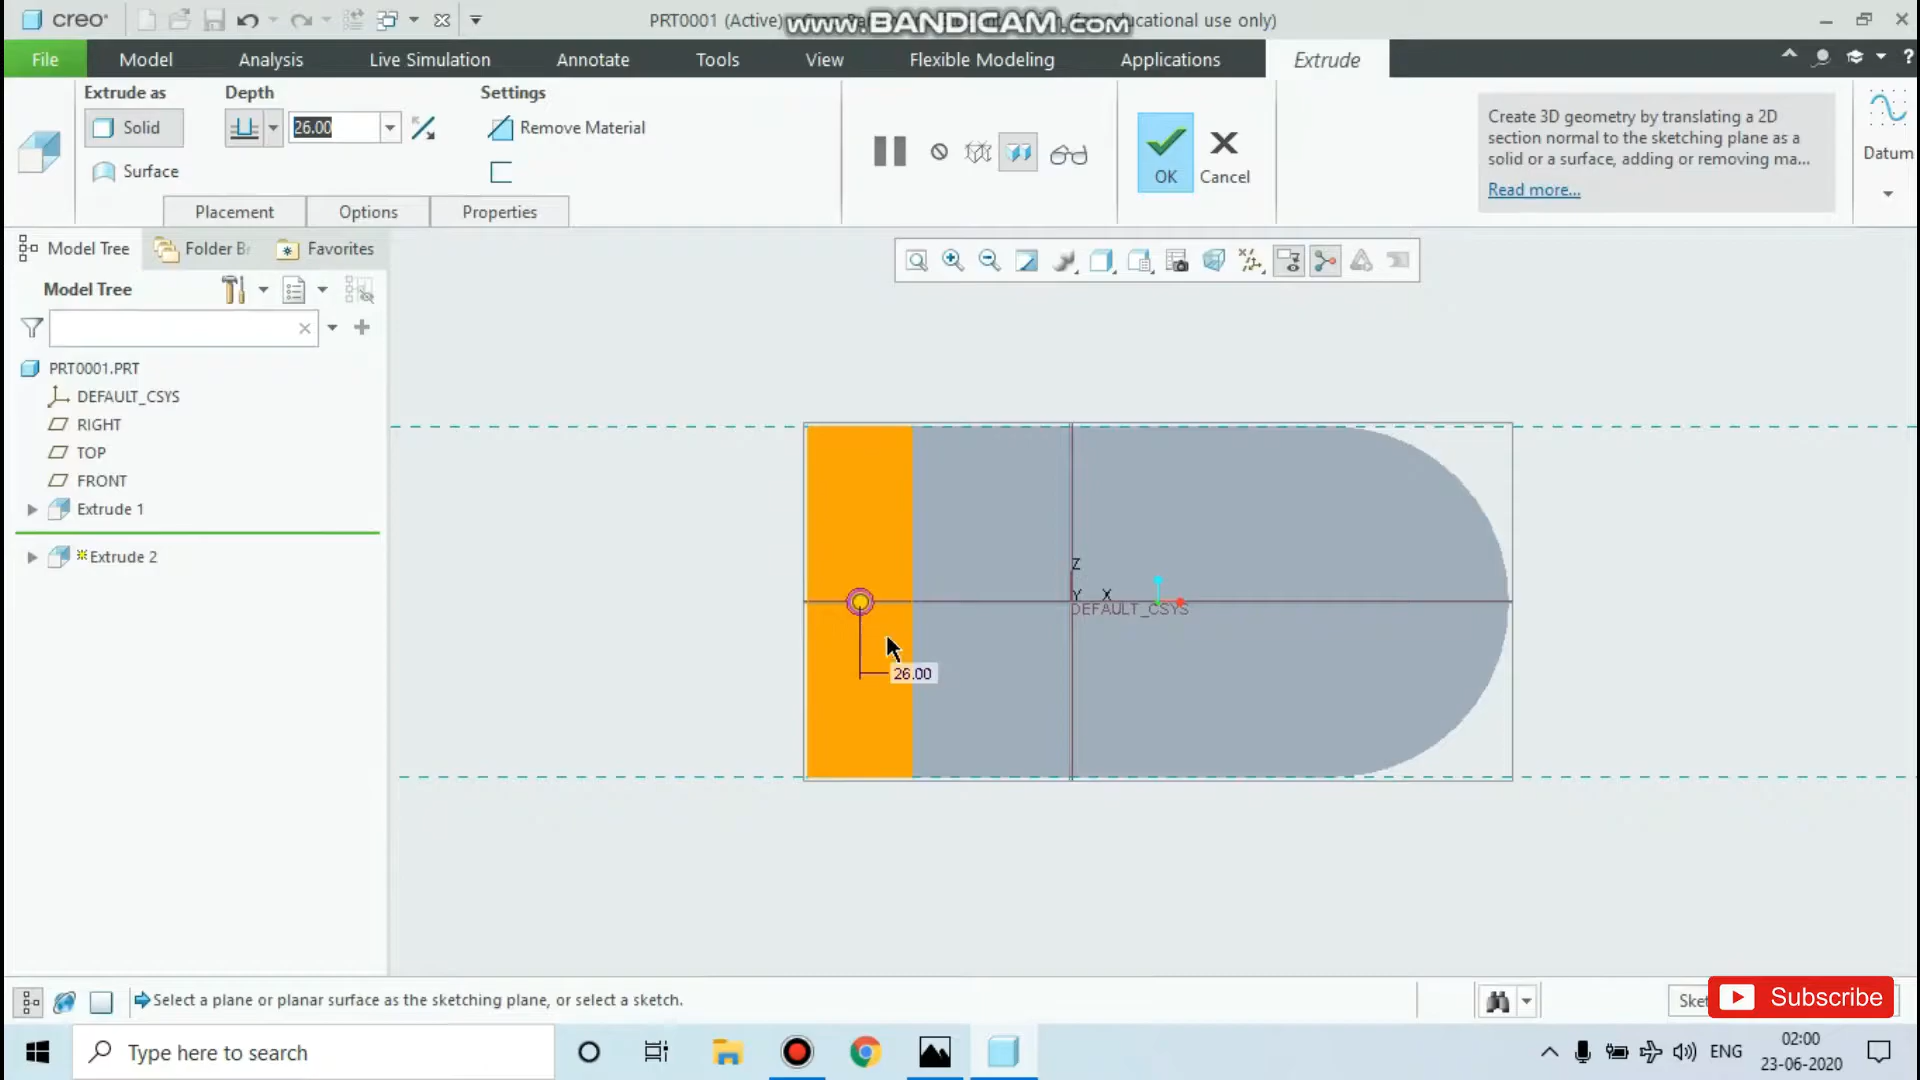 creo®
PRT0001 (Active)
www.BANDICAM.com
educational use only)
File
Model
Analysis
Live Simulation
Annotate
Tools
View
Flexible Modeling
Applications
Extrude
?
Extrude as
Depth
Settings
Solid
26.00
Remove Material
Surface
OK
Cancel
Create 3D geometry by translating a 2D
section normal to the sketching plane as a
solid or a surface, adding or removing ma...
Read more...
Datum
Placement
Options
Properties
Model Tree
Folder Br
Favorites
Model Tree
PRT0001.PRT
DEFAULT_CSYS
RIGHT
TOP
FRONT
Extrude 1
Extrude 2
Z
Y X
DEFAULT_CSYS
26.00
Select a plane or planar surface as the sketching plane, or select a sketch.
Sket
Subscribe
Type here to search
ENG
02:00
23-06-2020